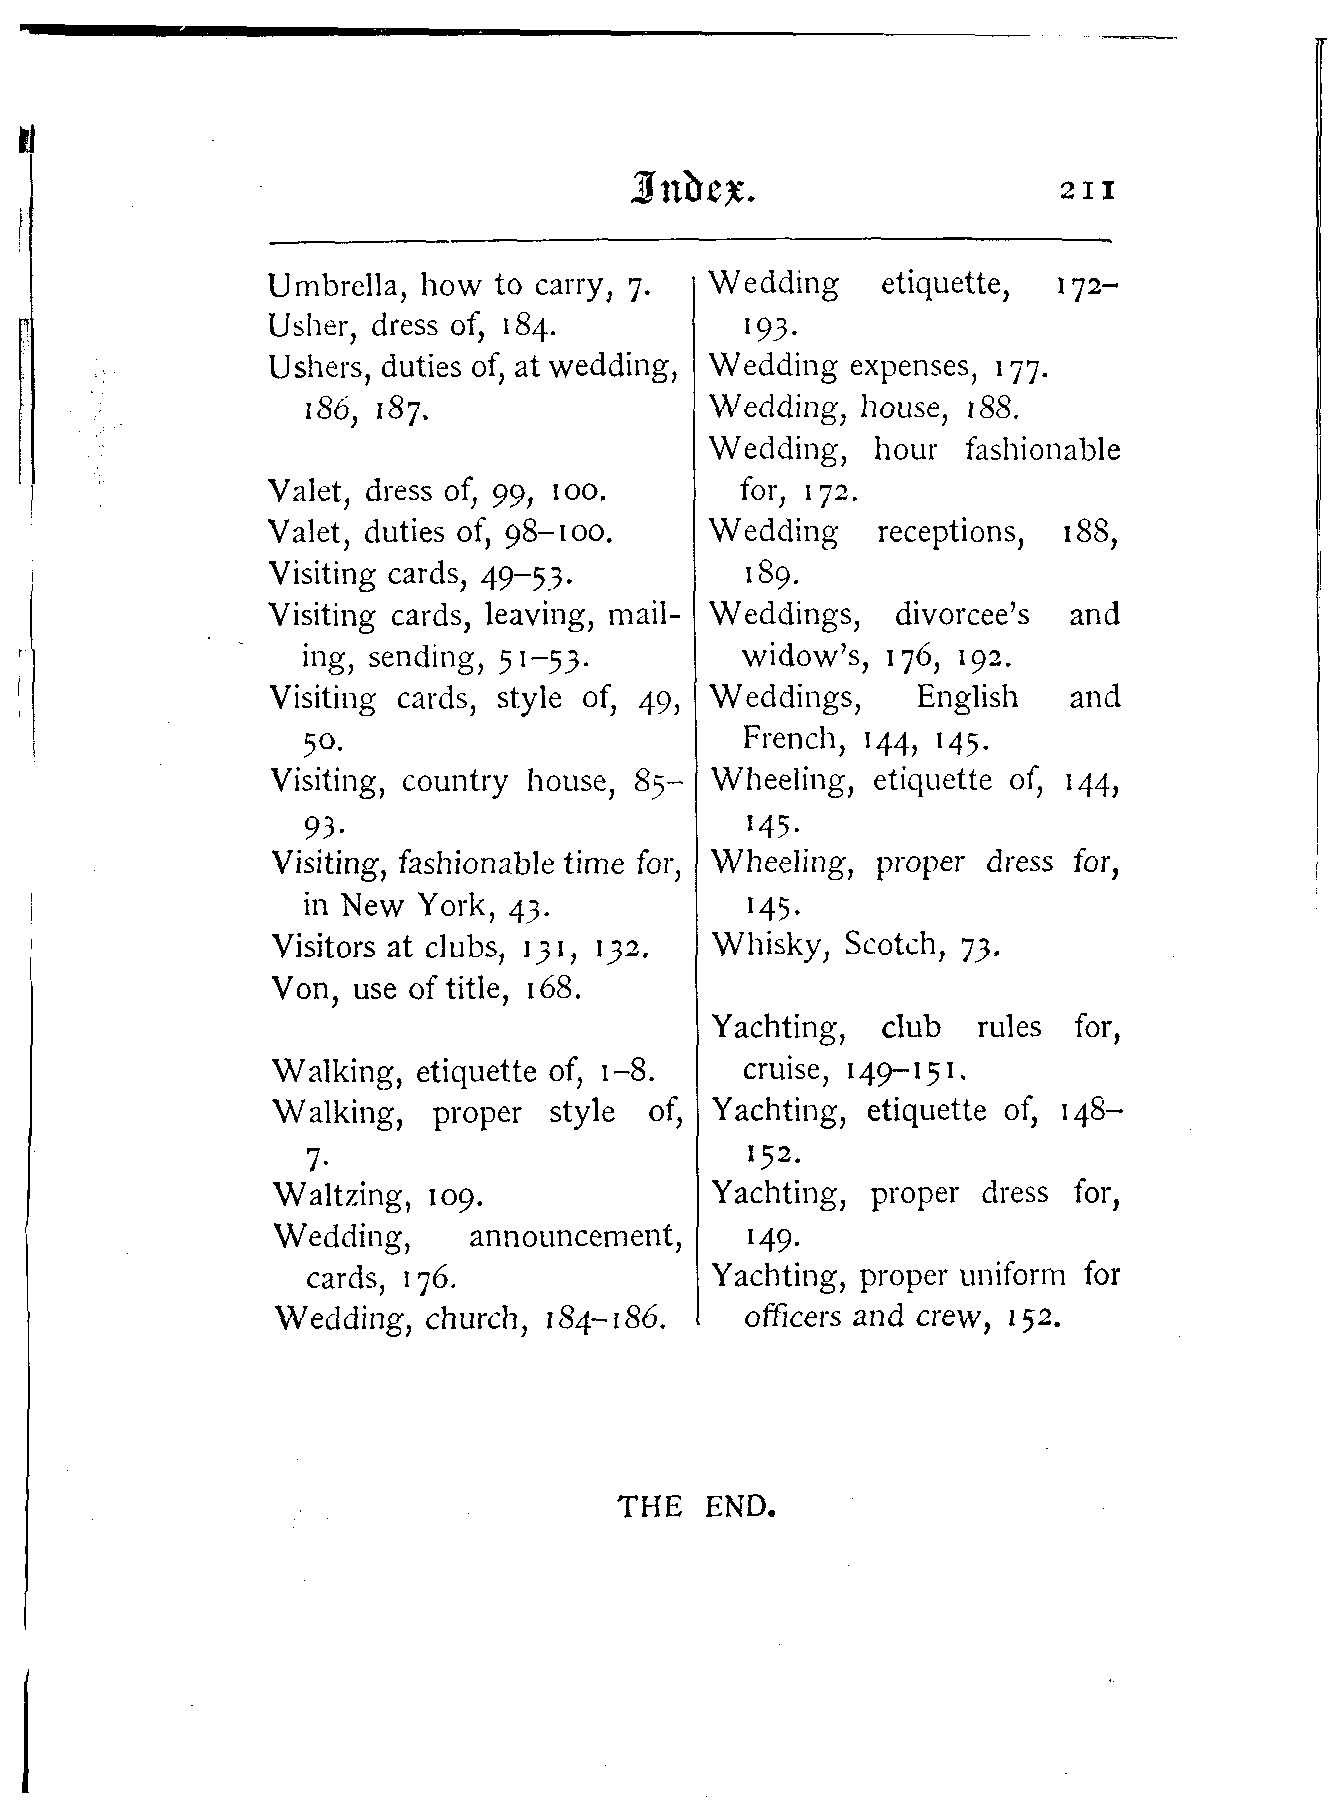 Index. 211
Umbrella, how to carry, 7.
Usher, dress of, 184.
Ushers, duties of, at wedding,
186, 187.
Valet, dress of, 99, 100.
Valet, duties of, 98–100.
Visiting cards, 49–53.
Visiting cards, leaving, mail-
ing, sending, 51–53.
Visiting cards, style of, 49,
50.
Visiting, country house, 85–
93.
Visiting, fashionable time for,
in New York, 43.
Visitors at clubs, 131, 132.
Von, use of title, 168.
Walking, etiquette of, 1–8.
Walking, proper style of,
7.
Waltzing, 109.
Wedding, announcement,
cards, 176.
Wedding, church, 184–186.
Wedding etiquette, 172–
193.
Wedding expenses, 177.
Wedding, house, 188.
Wedding, hour fashionable
for, 172.
Wedding receptions, 188,
189.
Weddings, divorcee's and
widow's, 176, 192.
Weddings, English and
French, 144, 145.
Wheeling, etiquette of, 144,
145.
Wheeling, proper dress for,
145.
Whisky, Scotch, 73.
Yachting, club rules for,
cruise, 149–151.
Yachting, etiquette of, 148–
152.
Yachting, proper dress for,
149.
Yachting, proper uniform for
officers and crew, 152.
THE END.